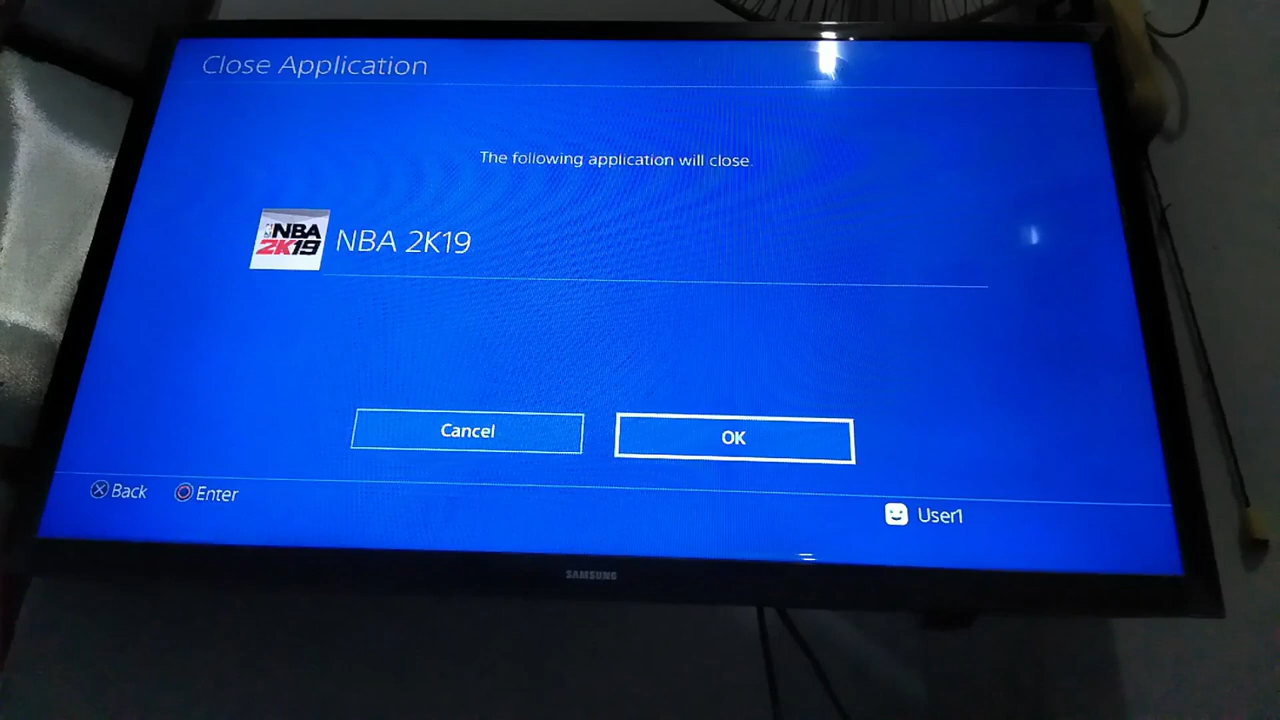 Close Application
The following application will close.
NBA
2K19
NBA 2K19
Cancel
OK
Back
Enter
User1
SAMSUNG